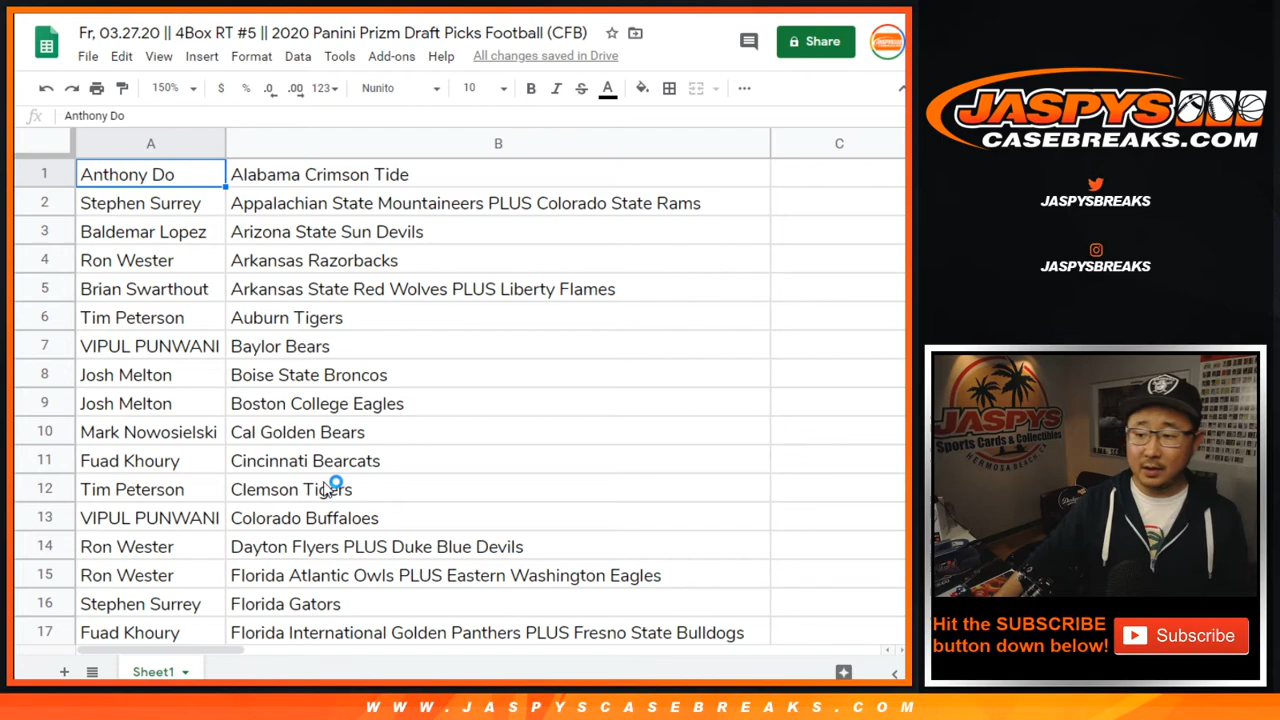 Fr, 03.27.20 || 4Box RT #5 || 2020 Panini Prizm Draft Picks Football (CFB)
File Edit View Insert Format Data Tools Add-ons Help All changes saved in Drive
Share
150% $ % .0 .00 123 Nunito 10 B I S A
fx Anthony Do
A B C
1 Anthony Do Alabama Crimson Tide
2 Stephen Surrey Appalachian State Mountaineers PLUS Colorado State Rams
3 Baldemar Lopez Arizona State Sun Devils
4 Ron Wester Arkansas Razorbacks
5 Brian Swarthout Arkansas State Red Wolves PLUS Liberty Flames
6 Tim Peterson Auburn Tigers
7 VIPUL PUNWANI Baylor Bears
8 Josh Melton Boise State Broncos
9 Josh Melton Boston College Eagles
10 Mark Nowosielski Cal Golden Bears
11 Fuad Khoury Cincinnati Bearcats
12 Tim Peterson Clemson Tigers
13 VIPUL PUNWANI Colorado Buffaloes
14 Ron Wester Dayton Flyers PLUS Duke Blue Devils
15 Ron Wester Florida Atlantic Owls PLUS Eastern Washington Eagles
16 Stephen Surrey Florida Gators
17 Fuad Khoury Florida International Golden Panthers PLUS Fresno State Bulldogs
Sheet1
JASPYS
CASEBREAKS.COM
JASPYSBREAKS
JASPYSBREAKS
JASPYS
Sports Cards & Collectibles
HERMOSA BEACH, CA
Hit the SUBSCRIBE
button down below!
Subscribe
WWW.JASPYSCASEBREAKS.COM